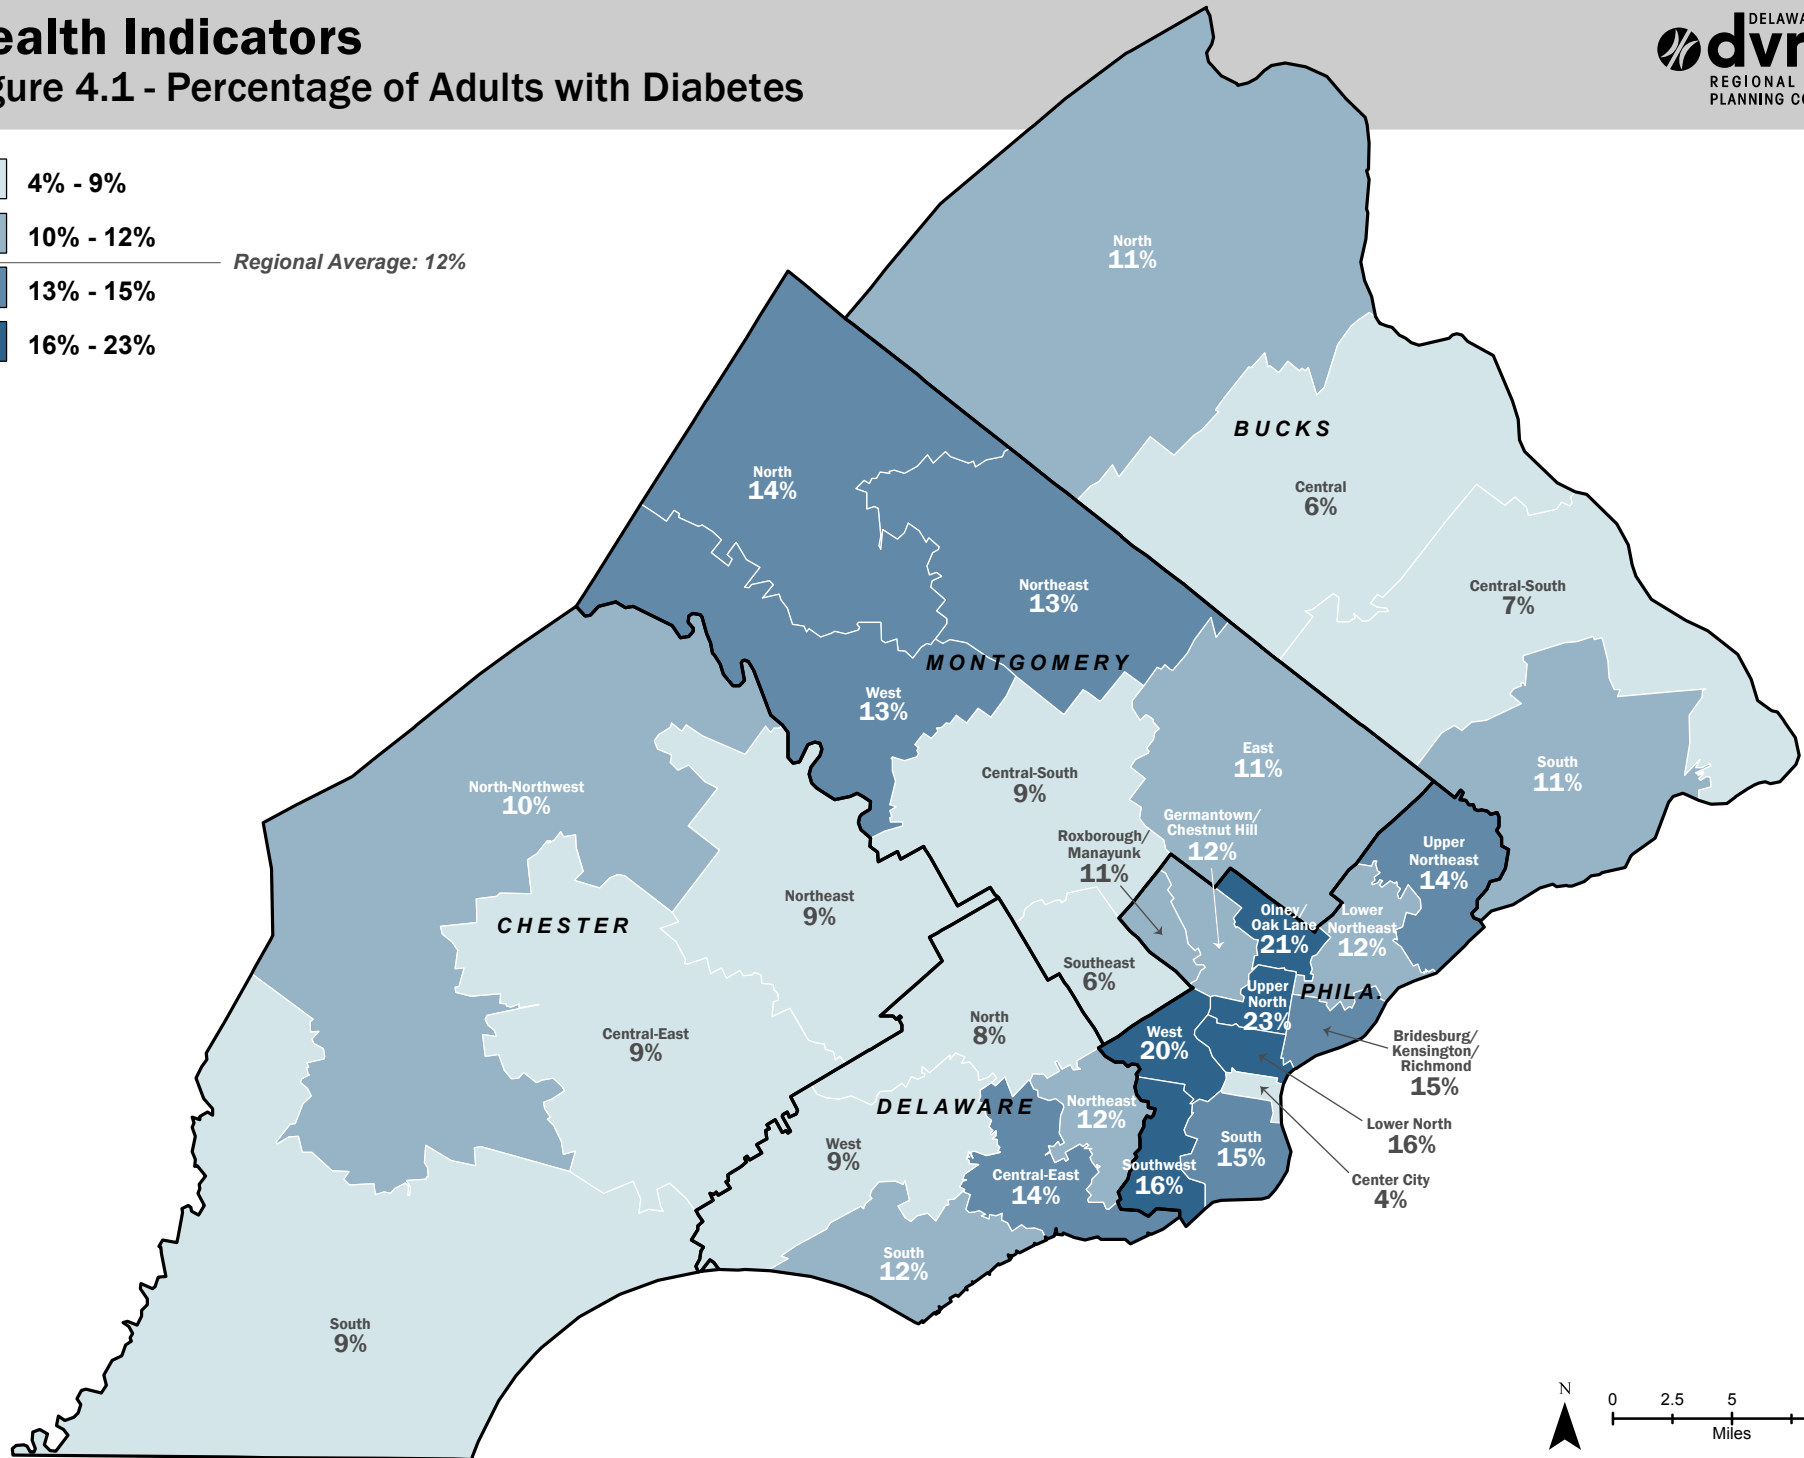 ealth Indicators
gure 4.1 - Percentage of Adults with Diabetes
DELAWA
dvr
REGIONAL
PLANNING CO
4% - 9%
10% - 12%
Regional Average: 12%
13% - 15%
16% - 23%
North
11%
BUCKS
Central
6%
Central-South
7%
South
11%
North
14%
Northeast
13%
MONTGOMERY
West
13%
Central-South
9%
East
11%
Southeast
6%
North-Northwest
10%
Northeast
9%
CHESTER
Central-East
9%
South
9%
North
8%
DELAWARE
Northeast
12%
West
9%
Central-East
14%
South
12%
Germantown/
Chestnut Hill
12%
Roxborough/
Manayunk
11%
Upper
Northeast
14%
Olney/
Oak Lane
21%
Lower
Northeast
12%
PHILA.
Upper
North
23%
West
20%
Bridesburg/
Kensington/
Richmond
15%
Lower North
16%
South
15%
Southwest
16%
Center City
4%
N
0 2.5 5
Miles